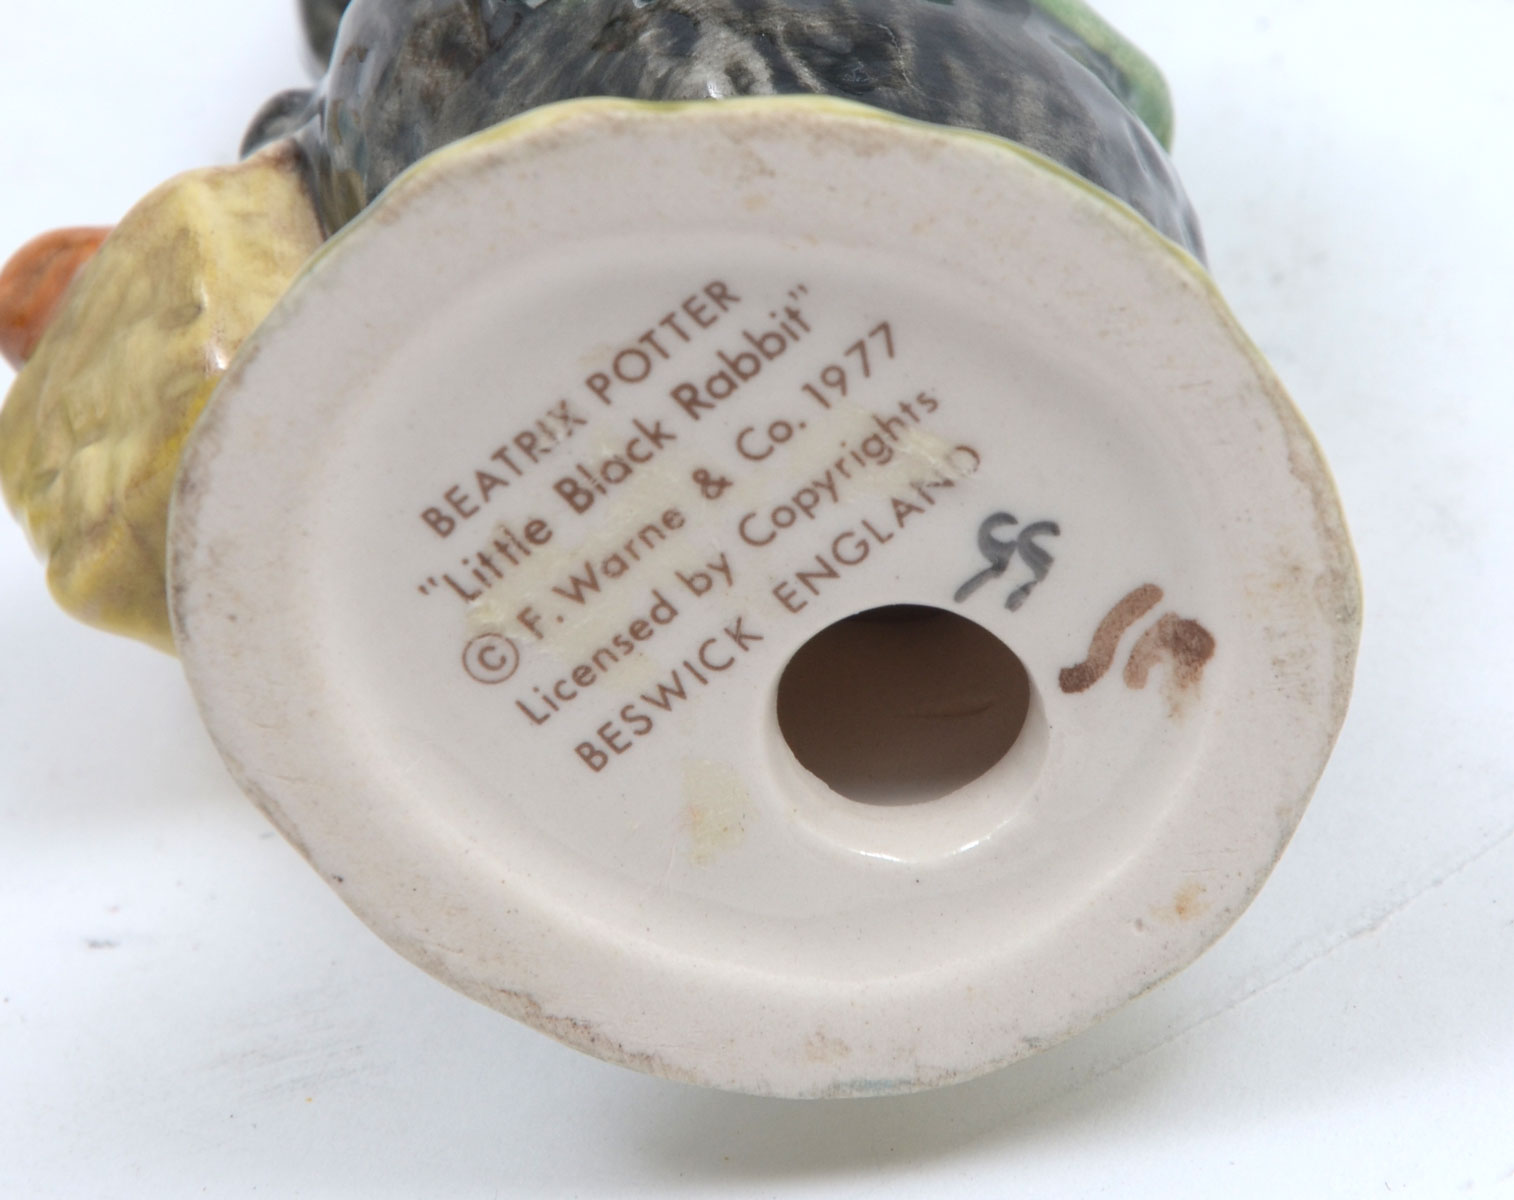 BEATRIX POTTER
"Little Black Rabbit"
© F. Warne & Co. 1977
Licensed by Copyrights
BESWICK ENGLAND